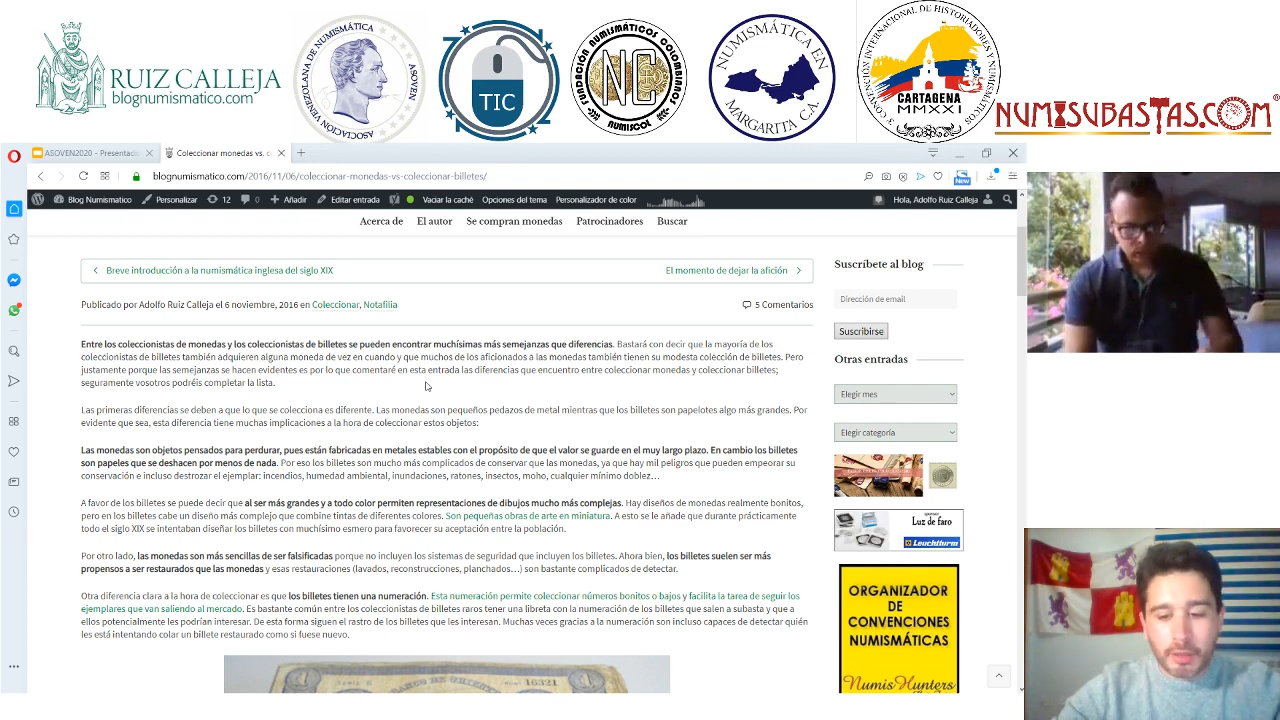 RUIZ CALLEJA
blognumismatico.com
ASOCIACIÓN VENEZOLANA DE NUMISMÁTICA
ASOVEN
TIC
FUNDACIÓN NUMISMÁTICOS COLOMBIANOS
NC
NUMISCOL
NUMISMÁTICA EN
MARGARITA C.A.
CONVENCIÓN INTERNACIONAL DE HISTORIADORES Y NUMISMÁTICOS
CARTAGENA
MMXXI
NUMISUBASTAS.COM®
ASOVEN2020 - Presentaci
Coleccionar monedas vs. c
blognumismatico.com/2016/11/06/coleccionar-monedas-vs-coleccionar-billetes/
New
Blog Numismatico
Personalizar
12
0
Añadir
Editar entrada
Vaciar la caché
Opciones del tema
Personalizador de color
Hola, Adolfo Ruiz Calleja
Acerca de El autor Se compran monedas Patrocinadores Buscar
Breve introducción a la numismática inglesa del siglo XIX
El momento de dejar la afición
Publicado por Adolfo Ruiz Calleja el 6 noviembre, 2016 en Coleccionar, Notafilia
5 Comentarios
Entre los coleccionistas de monedas y los coleccionistas de billetes se pueden encontrar muchísimas más semejanzas que diferencias. Bastará con decir que la mayoría de los
coleccionistas de billetes también adquieren alguna moneda de vez en cuando y que muchos de los aficionados a las monedas también tienen su modesta colección de billetes. Pero
justamente porque las semejanzas se hacen evidentes es por lo que comentaré en esta entrada las diferencias que encuentro entre coleccionar monedas y coleccionar billetes;
seguramente vosotros podréis completar la lista.
Las primeras diferencias se deben a que lo que se colecciona es diferente. Las monedas son pequeños pedazos de metal mientras que los billetes son papelotes algo más grandes. Por
evidente que sea, esta diferencia tiene muchas implicaciones a la hora de coleccionar estos objetos:
Las monedas son objetos pensados para perdurar, pues están fabricadas en metales estables con el propósito de que el valor se guarde en el muy largo plazo. En cambio los billetes
son papeles que se deshacen por menos de nada. Por eso los billetes son mucho más complicados de conservar que las monedas, ya que hay mil peligros que pueden empeorar su
conservación e incluso destrozar el ejemplar: incendios, humedad ambiental, inundaciones, ratones, insectos, moho, cualquier mínimo doblez…
A favor de los billetes se puede decir que al ser más grandes y a todo color permiten representaciones de dibujos mucho más complejas. Hay diseños de monedas realmente bonitos,
pero en los billetes cabe un diseño más complejo que combine tintas de diferentes colores. Son pequeñas obras de arte en miniatura. A esto se le añade que durante prácticamente
todo el siglo XIX se intentaban diseñar los billetes con muchísimo esmero para favorecer su aceptación entre la población.
Por otro lado, las monedas son más sencillas de ser falsificadas porque no incluyen los sistemas de seguridad que incluyen los billetes. Ahora bien, los billetes suelen ser más
propensos a ser restaurados que las monedas y esas restauraciones (lavados, reconstrucciones, planchados…) son bastante complicados de detectar.
Otra diferencia clara a la hora de coleccionar es que los billetes tienen una numeración. Esta numeración permite coleccionar números bonitos o bajos y facilita la tarea de seguir los
ejemplares que van saliendo al mercado. Es bastante común entre los coleccionistas de billetes raros tener una libreta con la numeración de los billetes que salen a subasta y que a
ellos potencialmente les podrían interesar. De esta forma siguen el rastro de los billetes que les interesan. Muchas veces gracias a la numeración son incluso capaces de detectar quién
les está intentando colar un billete restaurado como si fuese nuevo.
16321
Suscríbete al blog
Dirección de email
Suscribirse
Otras entradas
Elegir mes
Elegir categoría
Luz de faro
LEUCHTTURM
ORGANIZADOR
DE
CONVENCIONES
NUMISMÁTICAS
NumisHunters